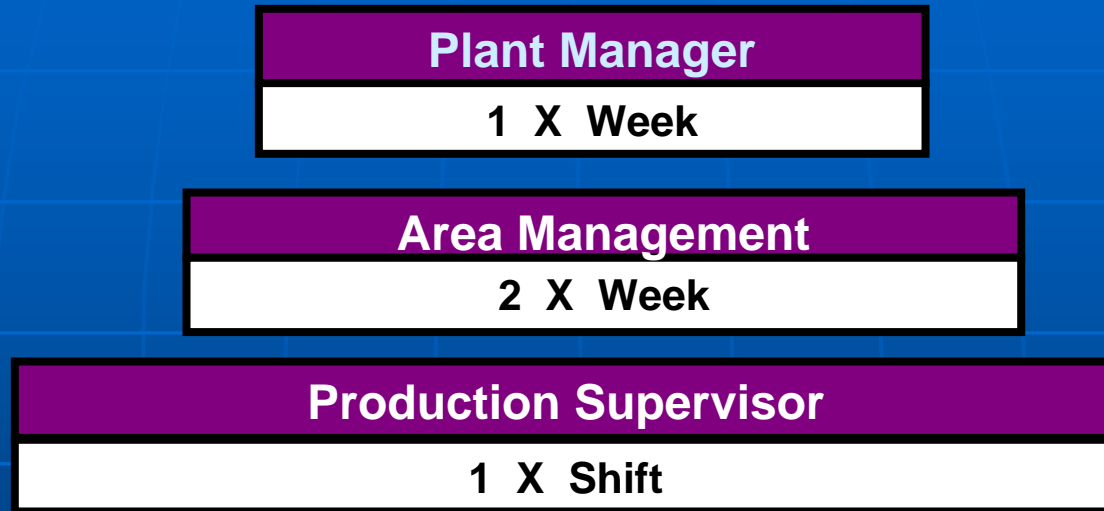 Plant Manager
1 X Week
Area Management
2 X Week
Production Supervisor
1 X Shift